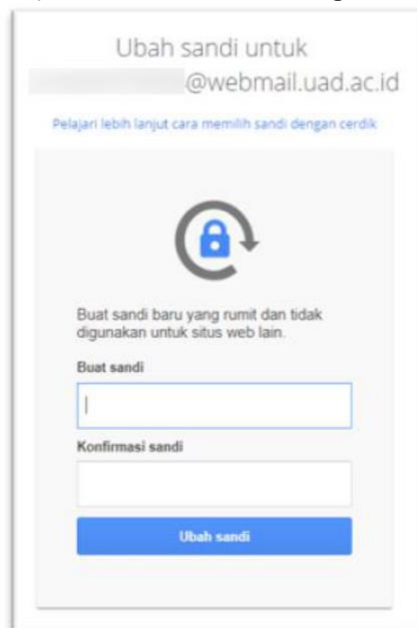 Ubah sandi untuk
@webmail.uad.ac.id
Pelajari lebih lanjut cara memilih sandi dengan cerdik
Buat sandi baru yang rumit dan tidak
digunakan untuk situs web lain.
Buat sandi
Konfirmasi sandi
Ubah sandi